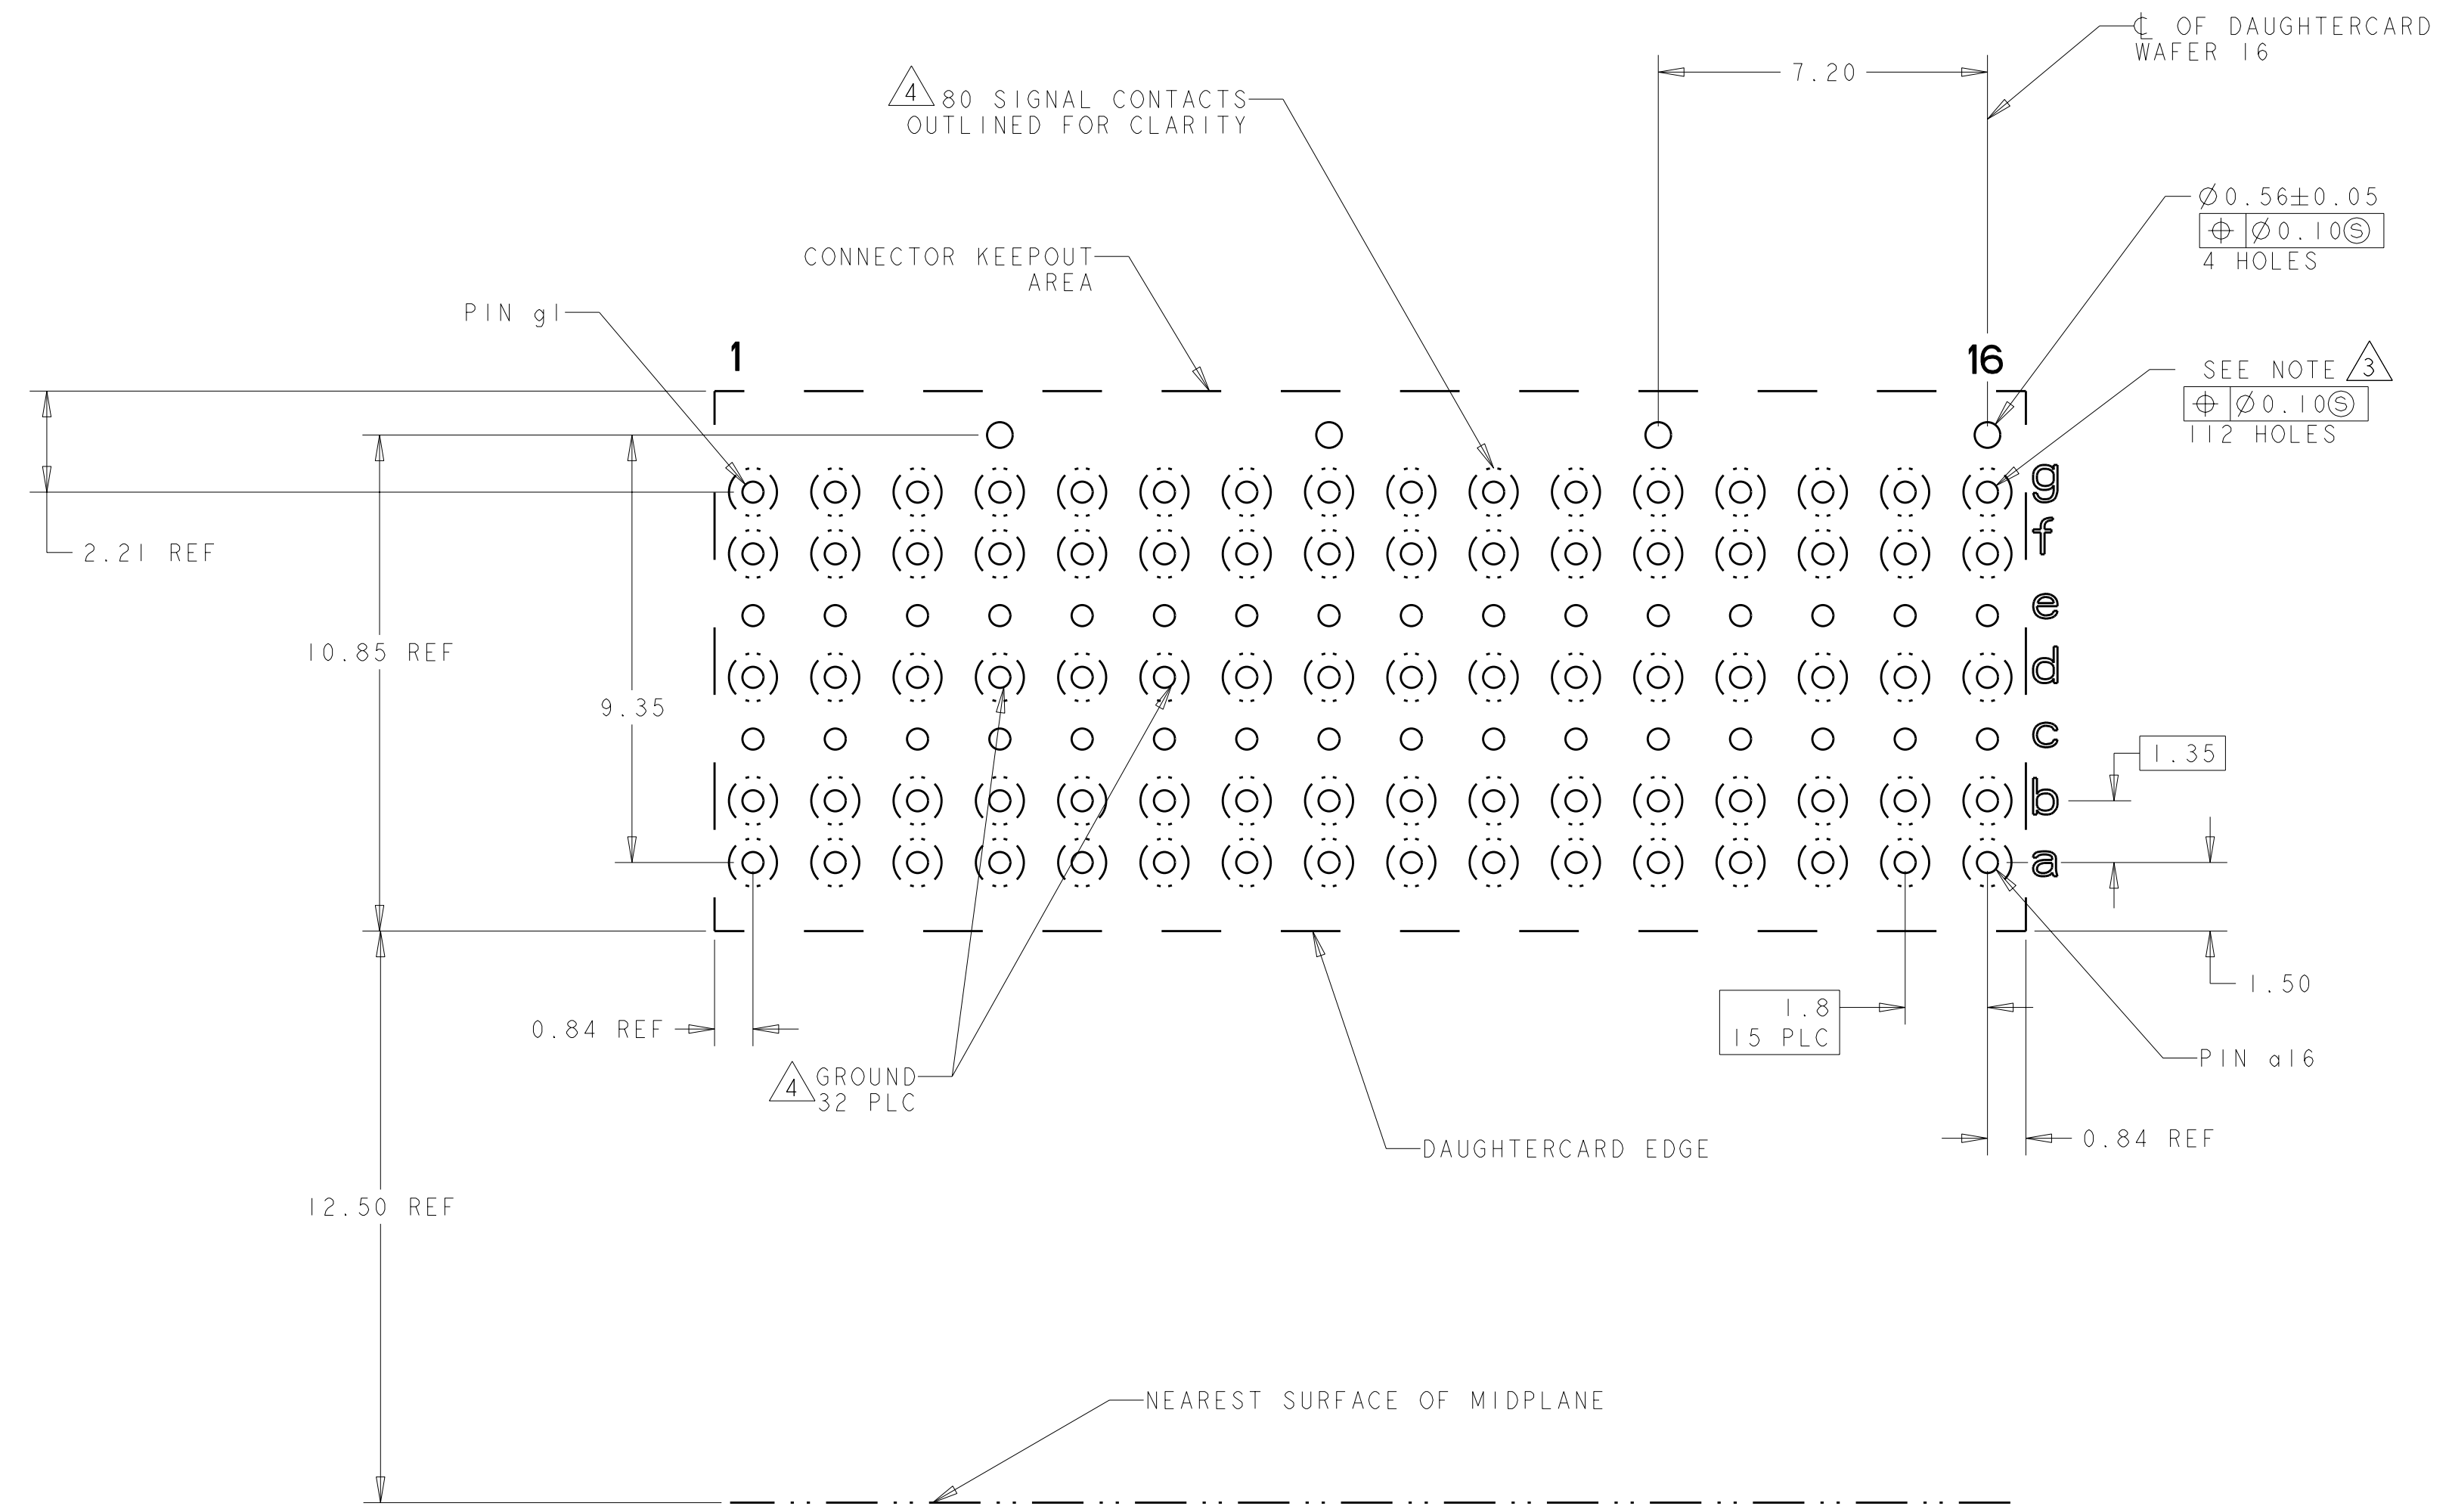 ℄ OF DAUGHTERCARD
WAFER 16
7.20
4 80 SIGNAL CONTACTS
OUTLINED FOR CLARITY
Ø0.56±0.05
⌖ Ø0.10Ⓢ
4 HOLES
CONNECTOR KEEPOUT
AREA
PIN g1
1
16
SEE NOTE 3
⌖ Ø0.10Ⓢ
112 HOLES
g
f
2.21 REF
e
10.85 REF
d
9.35
c
1.35
b
a
1.50
1.8
15 PLC
0.84 REF
PIN a16
4 GROUND
32 PLC
0.84 REF
DAUGHTERCARD EDGE
12.50 REF
NEAREST SURFACE OF MIDPLANE